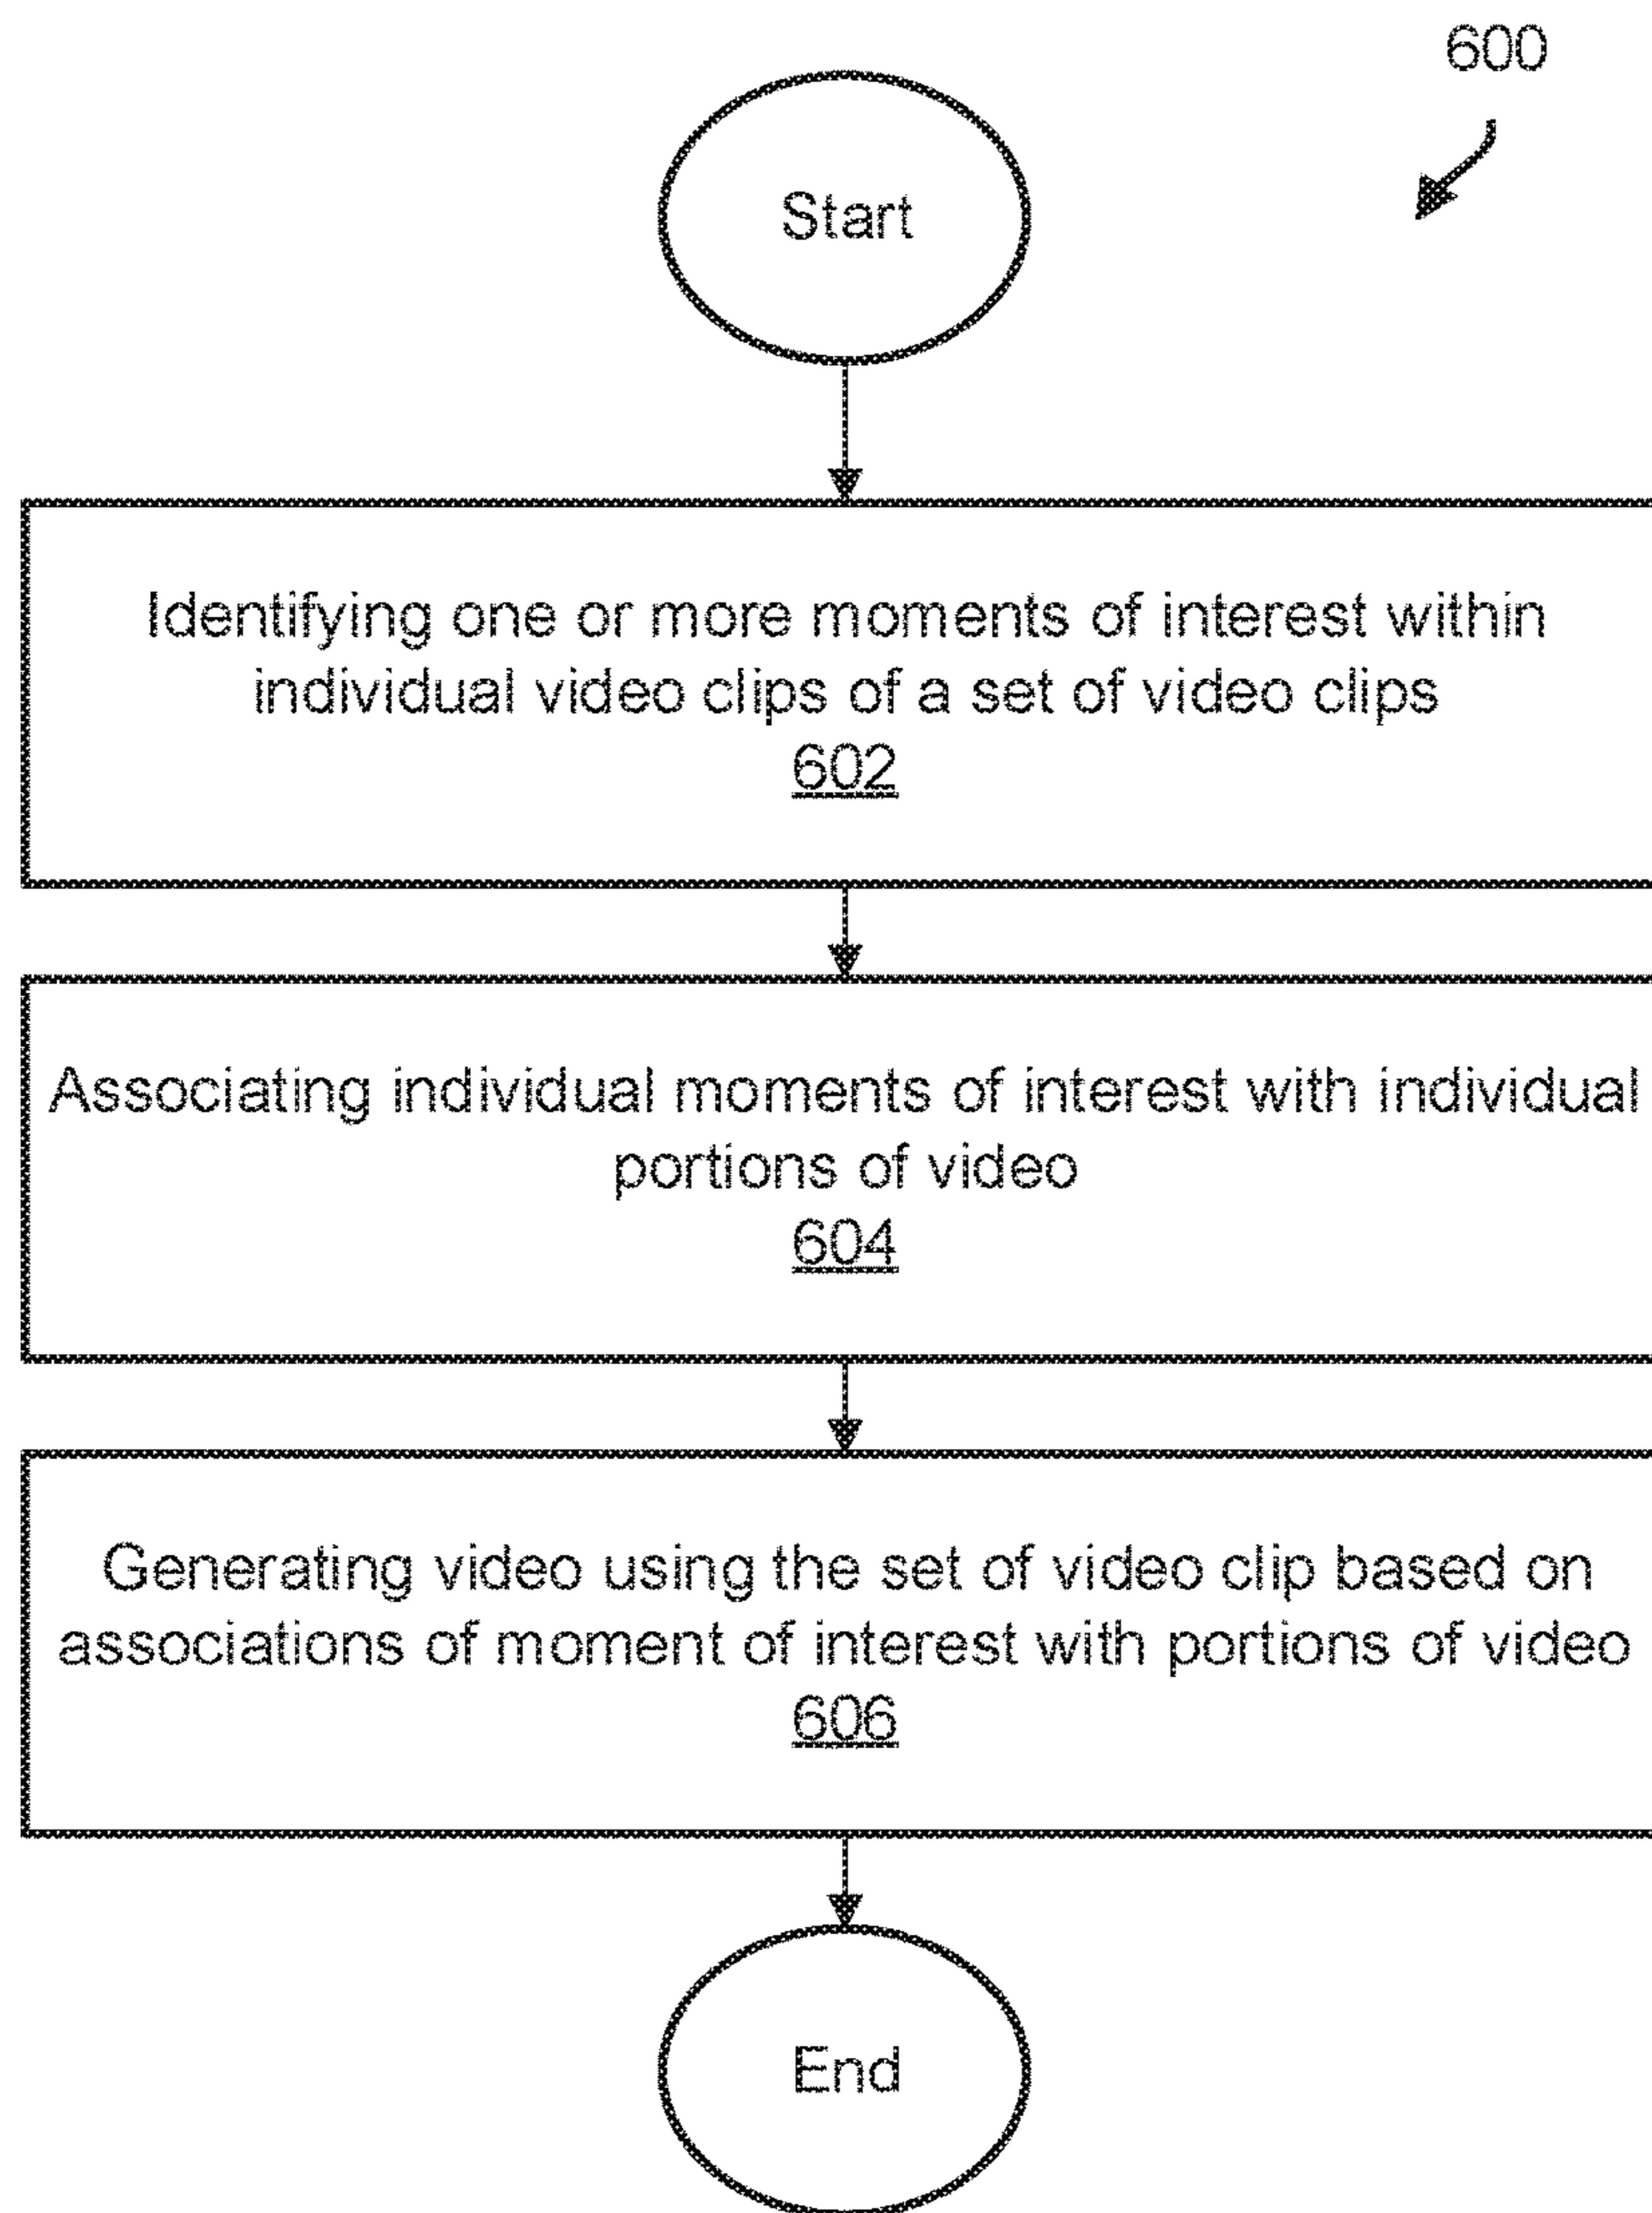 600
Start
Identifying one or more moments of interest within
individual video clips of a set of video clips
602
Associating individual moments of interest with individual
portions of video
604
Generating video using the set of video clip based on
associations of moment of interest with portions of video
606
End